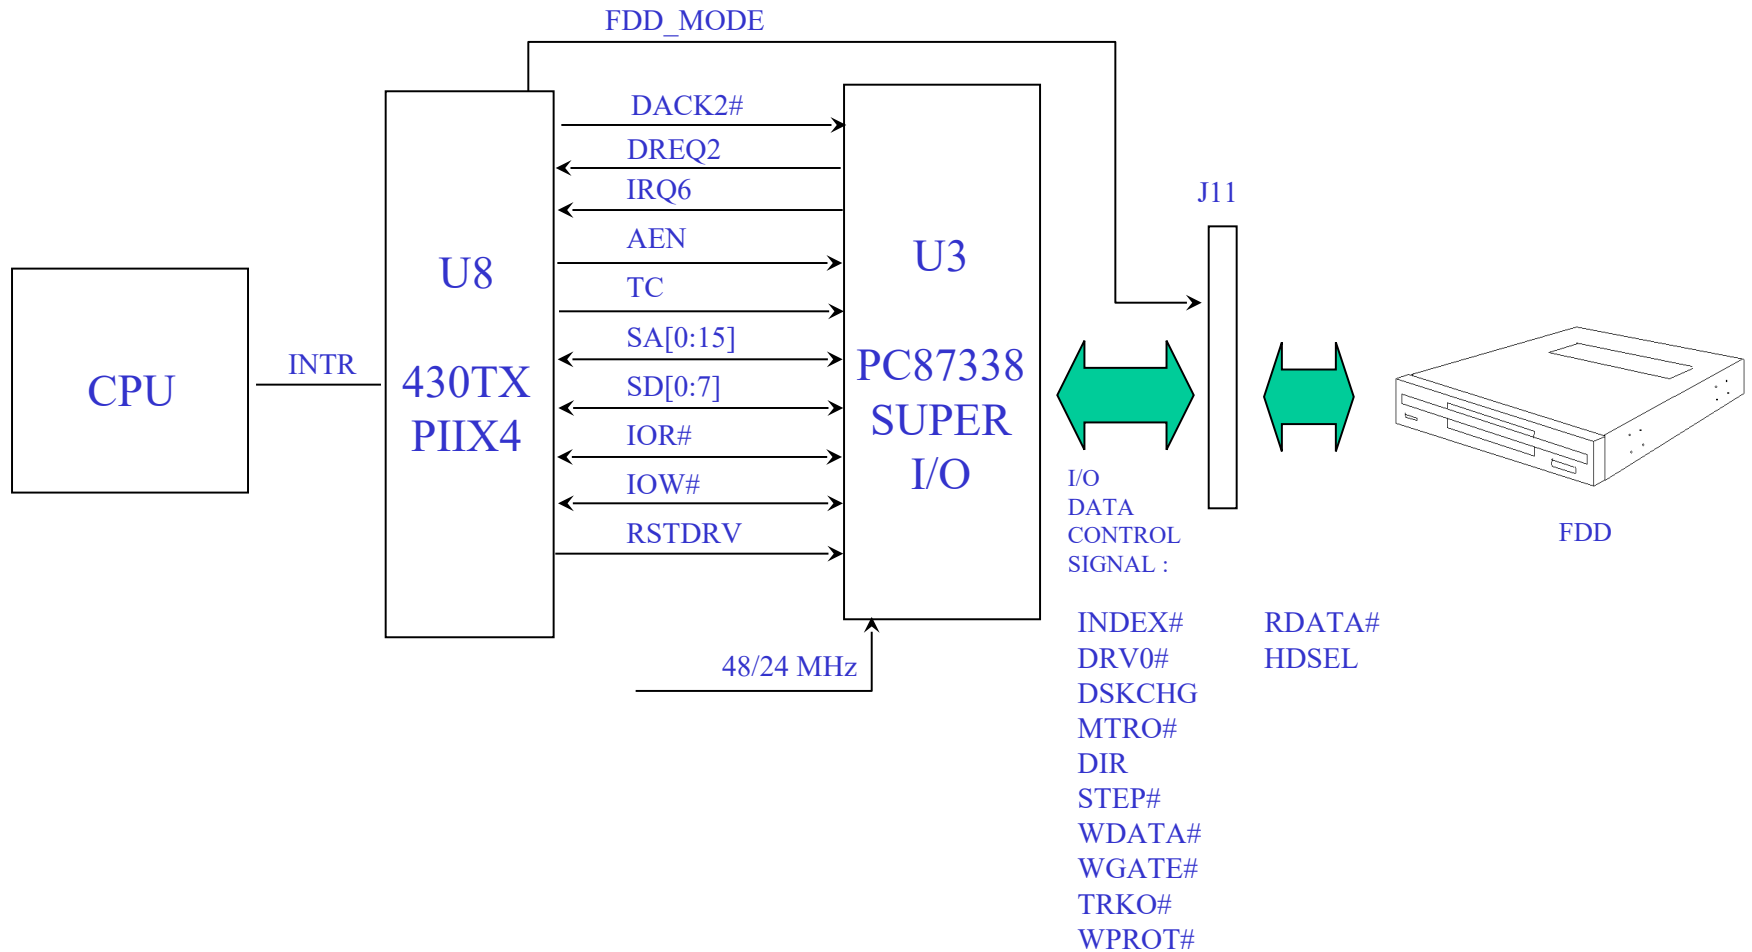 FDD_MODE
DACK2#
DREQ2
IRQ6
AEN
TC
SA[0:15]
SD[0:7]
IOR#
IOW#
RSTDRV
CPU
INTR
U8
430TX
PIIX4
U3
PC87338
SUPER
I/O
48/24 MHz
J11
I/O
DATA
CONTROL
SIGNAL :
FDD
INDEX#
DRV0#
DSKCHG
MTRO#
DIR
STEP#
WDATA#
WGATE#
TRKO#
WPROT#
RDATA#
HDSEL